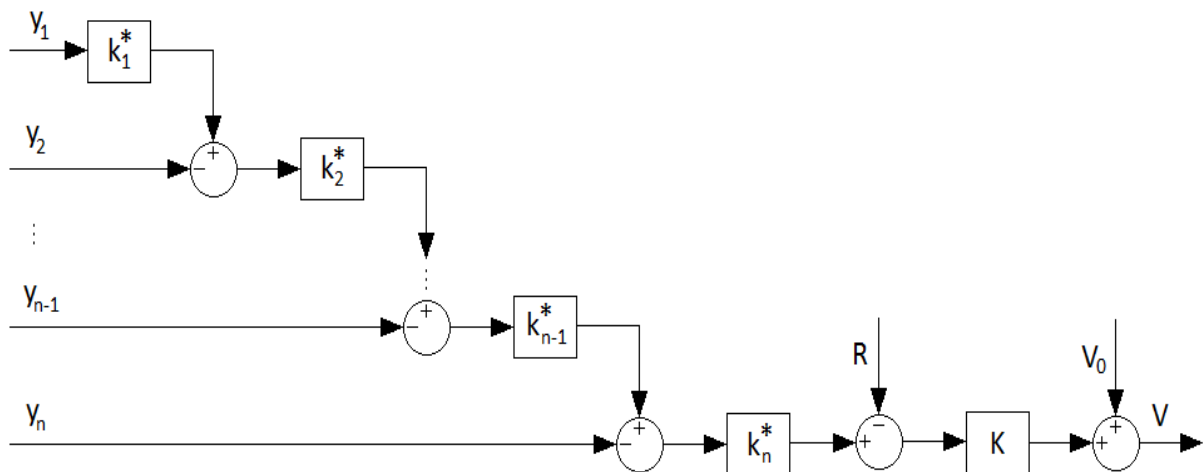 y₁
k₁*
+
y₂
−
k₂*
⋮
⋮
yₙ₋₁
+
−
kₙ₋₁*
R
V₀
yₙ
+
−
kₙ*
−
+
K
+
+
V